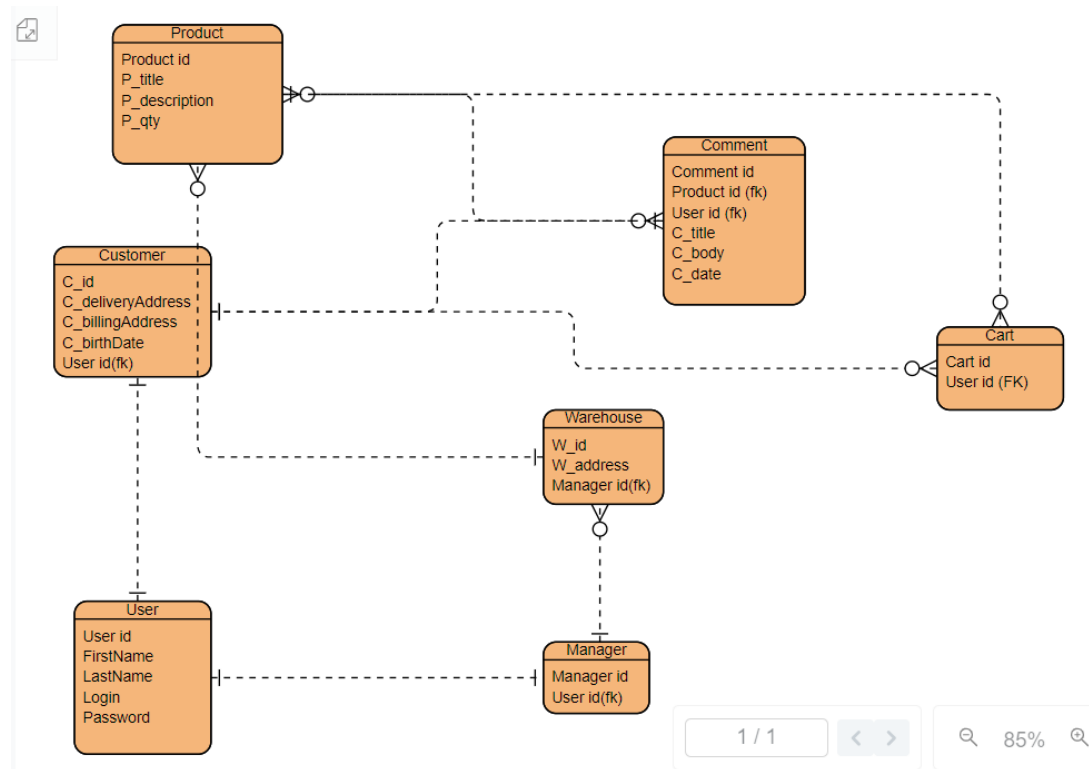 Product
Product id
P_title
P_description
P_qty
Comment
Comment id
Product id (fk)
User id (fk)
C_title
C_body
C_date
Customer
C_id
C_deliveryAddress
C_billingAddress
C_birthDate
User id(fk)
Cart
Cart id
User id (FK)
Warehouse
W_id
W_address
Manager id(fk)
User
User id
FirstName
LastName
Login
Password
Manager
Manager id
User id(fk)
1 / 1
85%